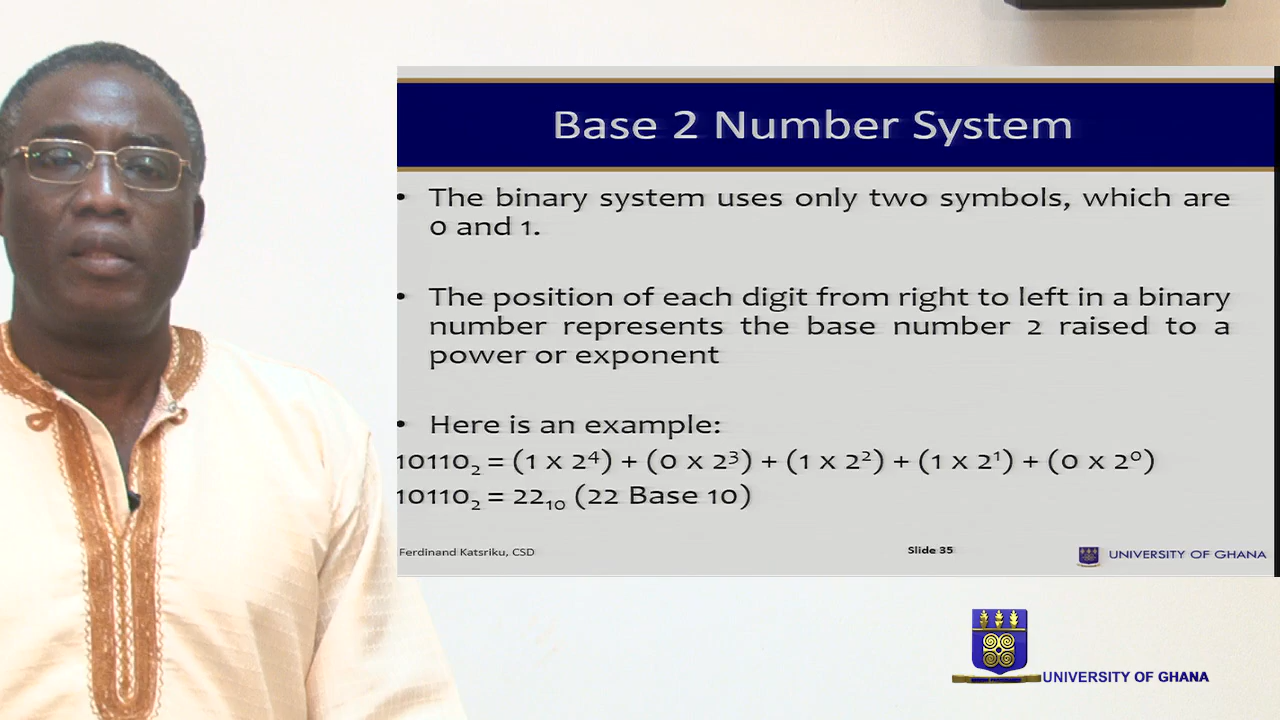 Base 2 Number System
• The binary system uses only two symbols, which are
0 and 1.
• The position of each digit from right to left in a binary
number represents the base number 2 raised to a
power or exponent
• Here is an example:
10110₂ = (1 x 2⁴) + (0 x 2³) + (1 x 2²) + (1 x 2¹) + (0 x 2⁰)
10110₂ = 22₁₀ (22 Base 10)
Ferdinand Katsriku, CSD
Slide 35
UNIVERSITY OF GHANA
UNIVERSITY OF GHANA